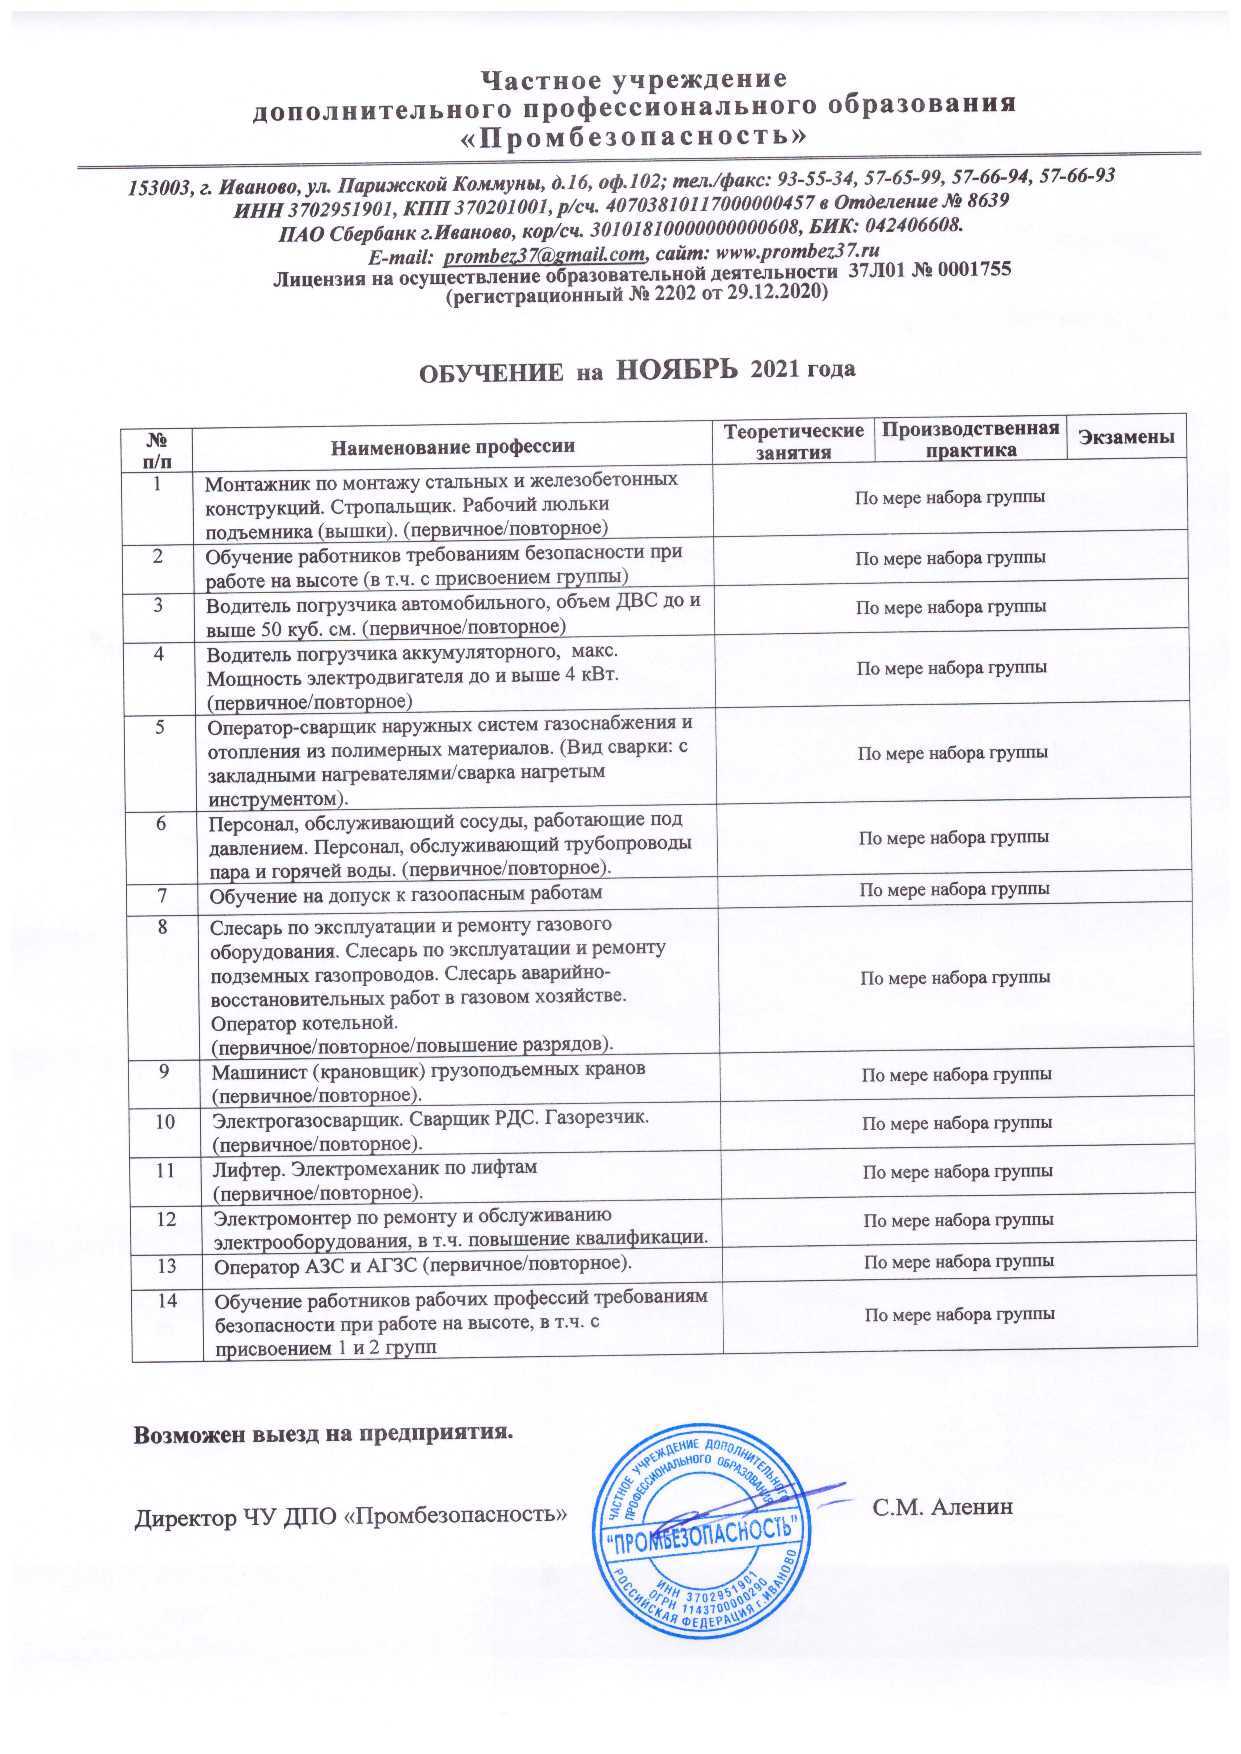 Частное учреждение
дополнительного профессионального образования
«Промбезопасность»
153003, г. Иваново, ул. Парижской Коммуны, д.16, оф.102; тел./факс: 93-55-34, 57-65-99, 57-66-94, 57-66-93
ИНН 3702951901, КПП 370201001, р/сч. 40703810117000000457 в Отделение № 8639
ПАО Сбербанк г.Иваново, кор/сч. 30101810000000000608, БИК: 042406608.
E-mail: prombez37@gmail.com, сайт: www.prombez37.ru
Лицензия на осуществление образовательной деятельности 37Л01 № 0001755
(регистрационный № 2202 от 29.12.2020)
ОБУЧЕНИЕ на НОЯБРЬ 2021 года
№ п/п
Наименование профессии
Теоретические занятия
Производственная практика
Экзамены
1
Монтажник по монтажу стальных и железобетонных
конструкций. Стропальщик. Рабочий люльки
подъемника (вышки). (первичное/повторное)
По мере набора группы
2
Обучение работников требованиям безопасности при
работе на высоте (в т.ч. с присвоением группы)
По мере набора группы
3
Водитель погрузчика автомобильного, объем ДВС до и
выше 50 куб. см. (первичное/повторное)
По мере набора группы
4
Водитель погрузчика аккумуляторного, макс.
Мощность электродвигателя до и выше 4 кВт.
(первичное/повторное)
По мере набора группы
5
Оператор-сварщик наружных систем газоснабжения и
отопления из полимерных материалов. (Вид сварки: с
закладными нагревателями/сварка нагретым
инструментом).
По мере набора группы
6
Персонал, обслуживающий сосуды, работающие под
давлением. Персонал, обслуживающий трубопроводы
пара и горячей воды. (первичное/повторное).
По мере набора группы
7
Обучение на допуск к газоопасным работам
По мере набора группы
8
Слесарь по эксплуатации и ремонту газового
оборудования. Слесарь по эксплуатации и ремонту
подземных газопроводов. Слесарь аварийно-
восстановительных работ в газовом хозяйстве.
Оператор котельной.
(первичное/повторное/повышение разрядов).
По мере набора группы
9
Машинист (крановщик) грузоподъемных кранов
(первичное/повторное).
По мере набора группы
10
Электрогазосварщик. Сварщик РДС. Газорезчик.
(первичное/повторное).
По мере набора группы
11
Лифтер. Электромеханик по лифтам
(первичное/повторное).
По мере набора группы
12
Электромонтер по ремонту и обслуживанию
электрооборудования, в т.ч. повышение квалификации.
По мере набора группы
13
Оператор АЗС и АГЗС (первичное/повторное).
По мере набора группы
14
Обучение работников рабочих профессий требованиям
безопасности при работе на высоте, в т.ч. с
присвоением 1 и 2 групп
По мере набора группы
Возможен выезд на предприятия.
Директор ЧУ ДПО «Промбезопасность»
С.М. Аленин
ЧАСТНОЕ УЧРЕЖДЕНИЕ ДОПОЛНИТЕЛЬНОГО
ПРОФЕССИОНАЛЬНОГО ОБРАЗОВАНИЯ
"ПРОМБЕЗОПАСНОСТЬ"
ИНН 3702951901
ОГРН 1143700000290
РОССИЙСКАЯ ФЕДЕРАЦИЯ г.ИВАНОВО